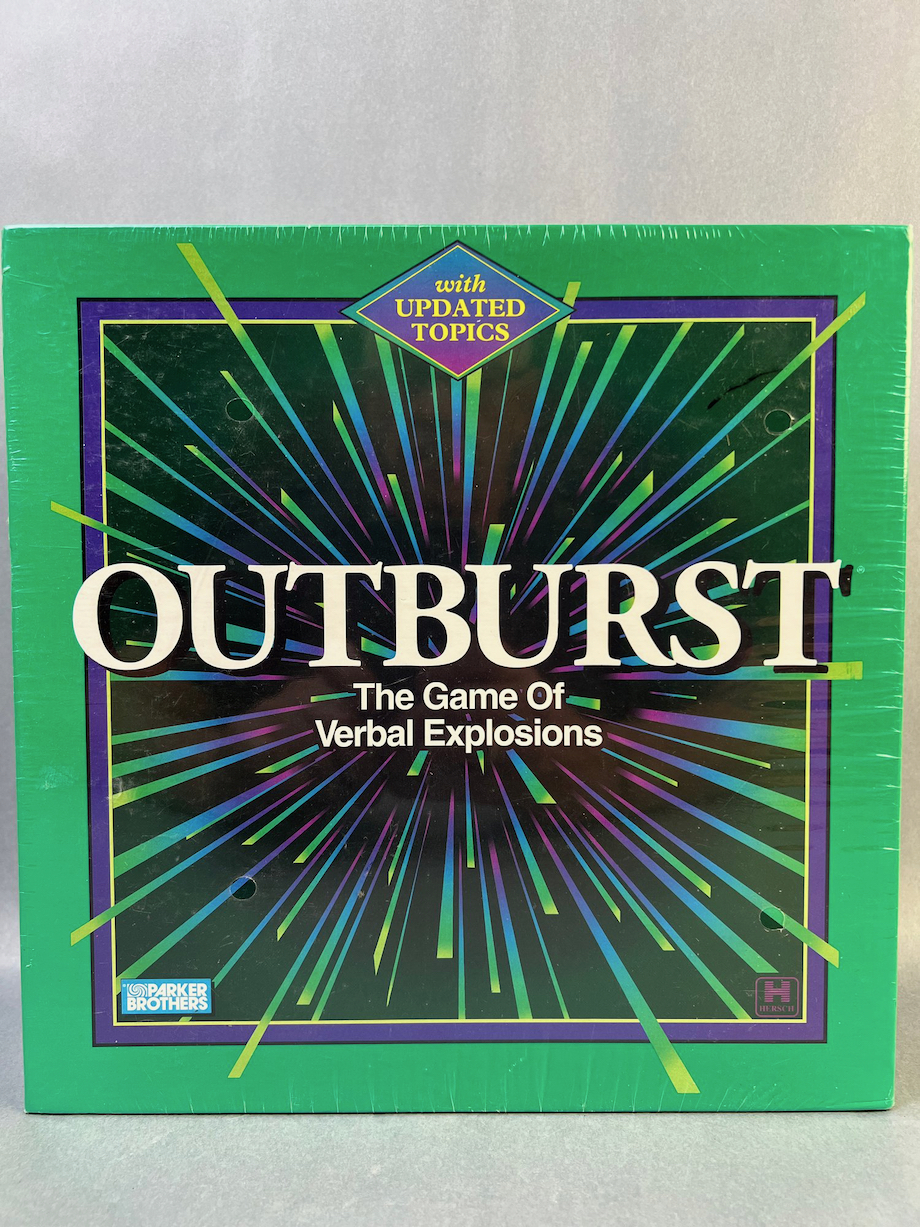 with
UPDATED
TOPICS
OUTBURST®
The Game Of
Verbal Explosions
PARKER
BROTHERS
H
HERSCH